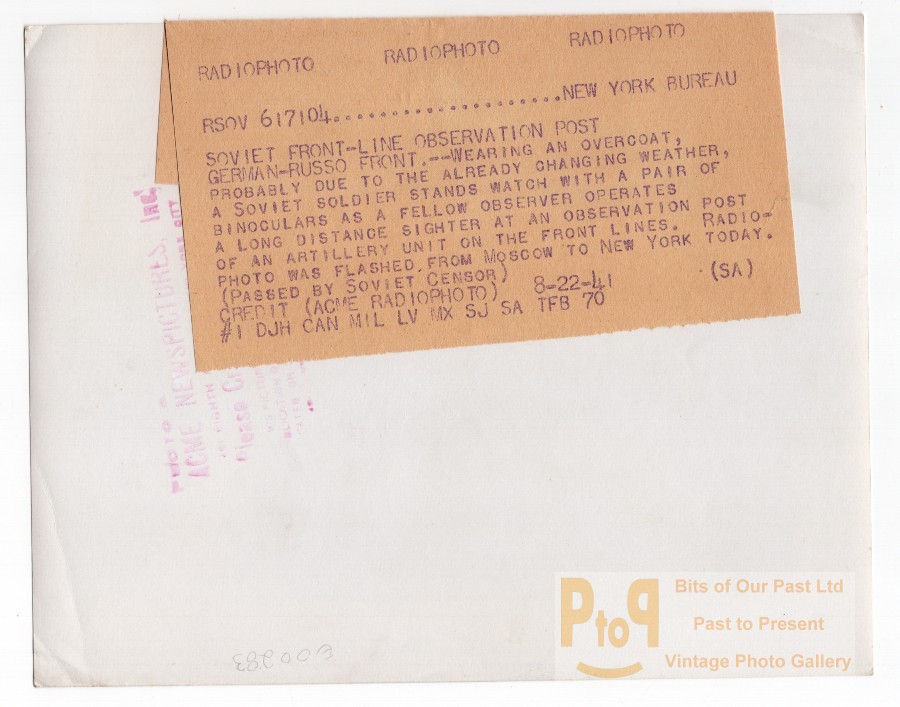 RADIOPHOTO RADIOPHOTO RADIOPHOTO
RSOV 617104......................NEW YORK BUREAU
SOVIET FRONT-LINE OBSERVATION POST
GERMAN-RUSSO FRONT.--WEARING AN OVERCOAT,
PROBABLY DUE TO THE ALREADY CHANGING WEATHER,
A SOVIET SOLDIER STANDS WATCH WITH A PAIR OF
BINOCULARS AS A FELLOW OBSERVER OPERATES
A LONG DISTANCE SIGHTER AT AN OBSERVATION POST
OF AN ARTILLERY UNIT ON THE FRONT LINES. RADIO-
PHOTO WAS FLASHED FROM MOSCOW TO NEW YORK TODAY.
(PASSED BY SOVIET CENSOR)
CREDIT (ACME RADIOPHOTO) 8-22-41 (SA)
#1 DJH CAN MIL LV MX SJ SA TFB 70
PHOTO
ACME NEWSPICTURES, Inc.
EIGHTH
Please
E00283
PtoP
Bits of Our Past Ltd
Past to Present
Vintage Photo Gallery